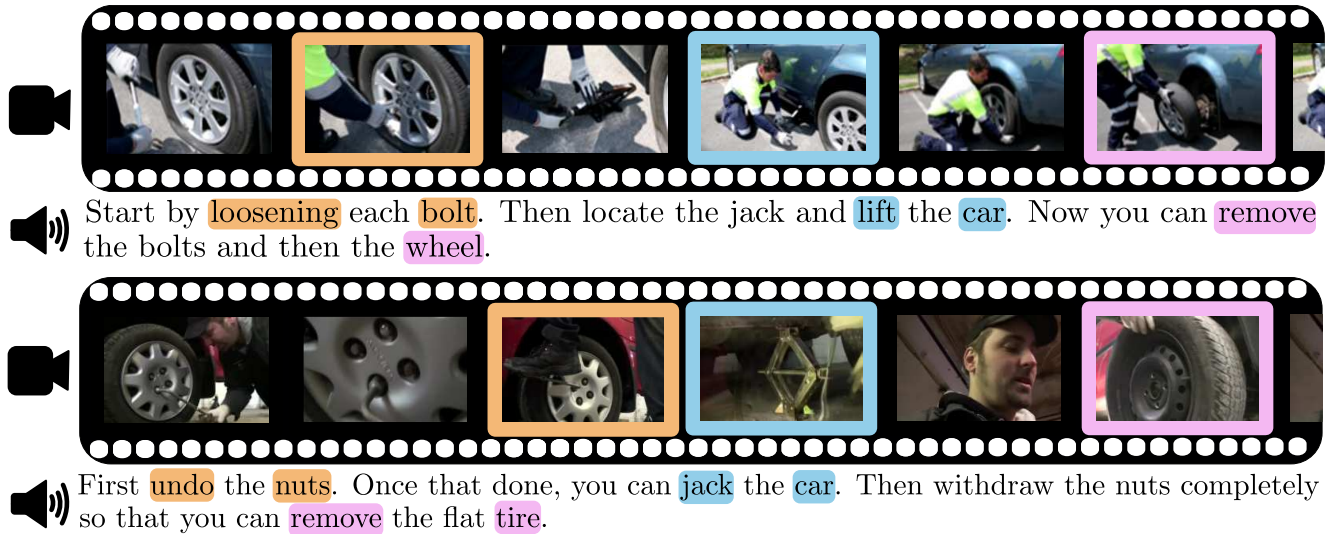 Start by loosening each bolt. Then locate the jack and lift the car. Now you can remove
the bolts and then the wheel.
First undo the nuts. Once that done, you can jack the car. Then withdraw the nuts completely
so that you can remove the flat tire.